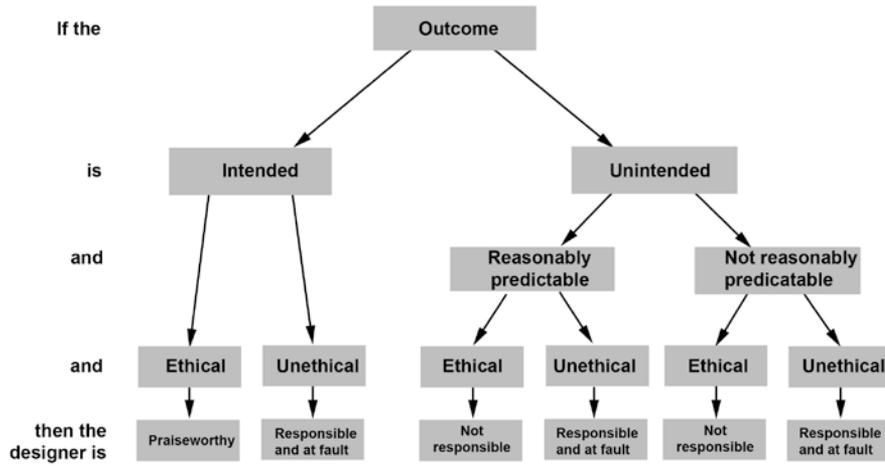 If the
Outcome
is
Intended
Unintended
and
Reasonably
predictable
Not reasonably
predicatable
and
Ethical
Unethical
Ethical
Unethical
Ethical
Unethical
then the
designer is
Praiseworthy
Responsible
and at fault
Not
responsible
Responsible
and at fault
Not
responsible
Responsible
and at fault